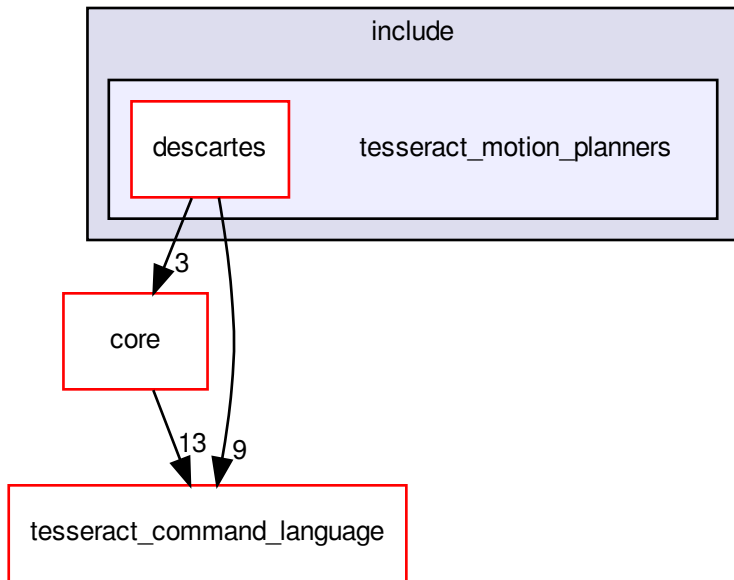 include
descartes
tesseract_motion_planners
3
core
13
9
tesseract_command_language